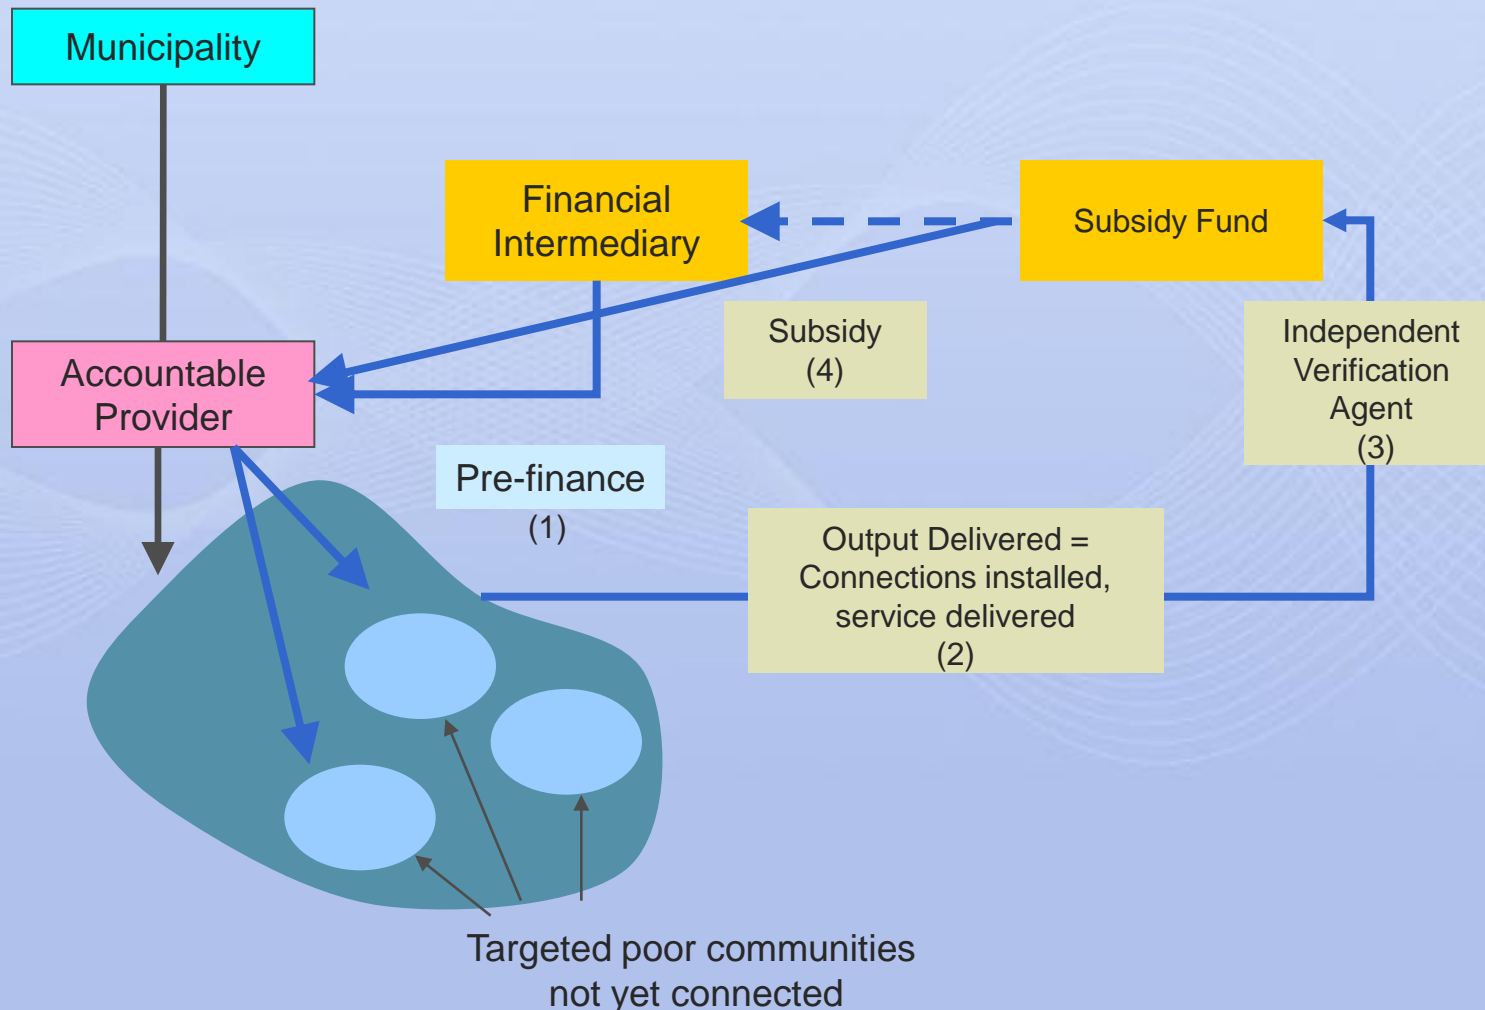 Municipality
Financial
Intermediary
Subsidy Fund
Subsidy
(4)
Independent
Verification
Agent
(3)
Accountable
Provider
Pre-finance
(1)
Output Delivered =
Connections installed,
service delivered
(2)
Targeted poor communities
not yet connected